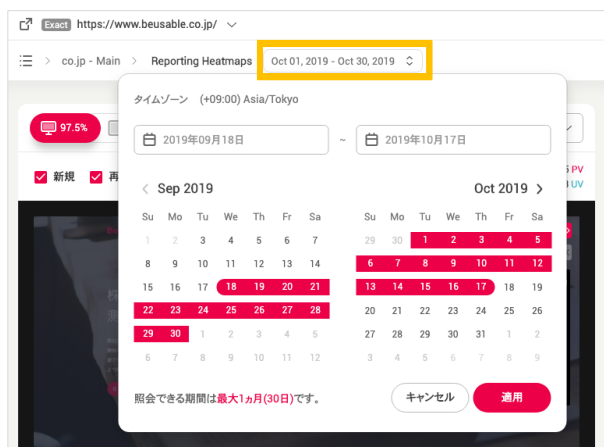 Exact https://www.beusable.co.jp/
co.jp - Main > Reporting Heatmaps Oct 01, 2019 - Oct 30, 2019
タイムゾーン (+09:00) Asia/Tokyo
97.5%
2019年09月18日 ~ 2019年10月17日
新規 再
PV
UV
< Sep 2019 Oct 2019 >
Su Mo Tu We Th Fr Sa Su Mo Tu We Th Fr Sa
1 2 3 4 5 6 7 29 30 1 2 3 4 5
8 9 10 11 12 13 14 6 7 8 9 10 11 12
15 16 17 18 19 20 21 13 14 15 16 17 18 19
22 23 24 25 26 27 28 20 21 22 23 24 25 26
29 30 1 2 3 4 5 27 28 29 30 31 1 2
6 7 8 9 10 11 12 3 4 5 6 7 8 9
照会できる期間は最大1ヵ月(30日)です。 キャンセル 適用